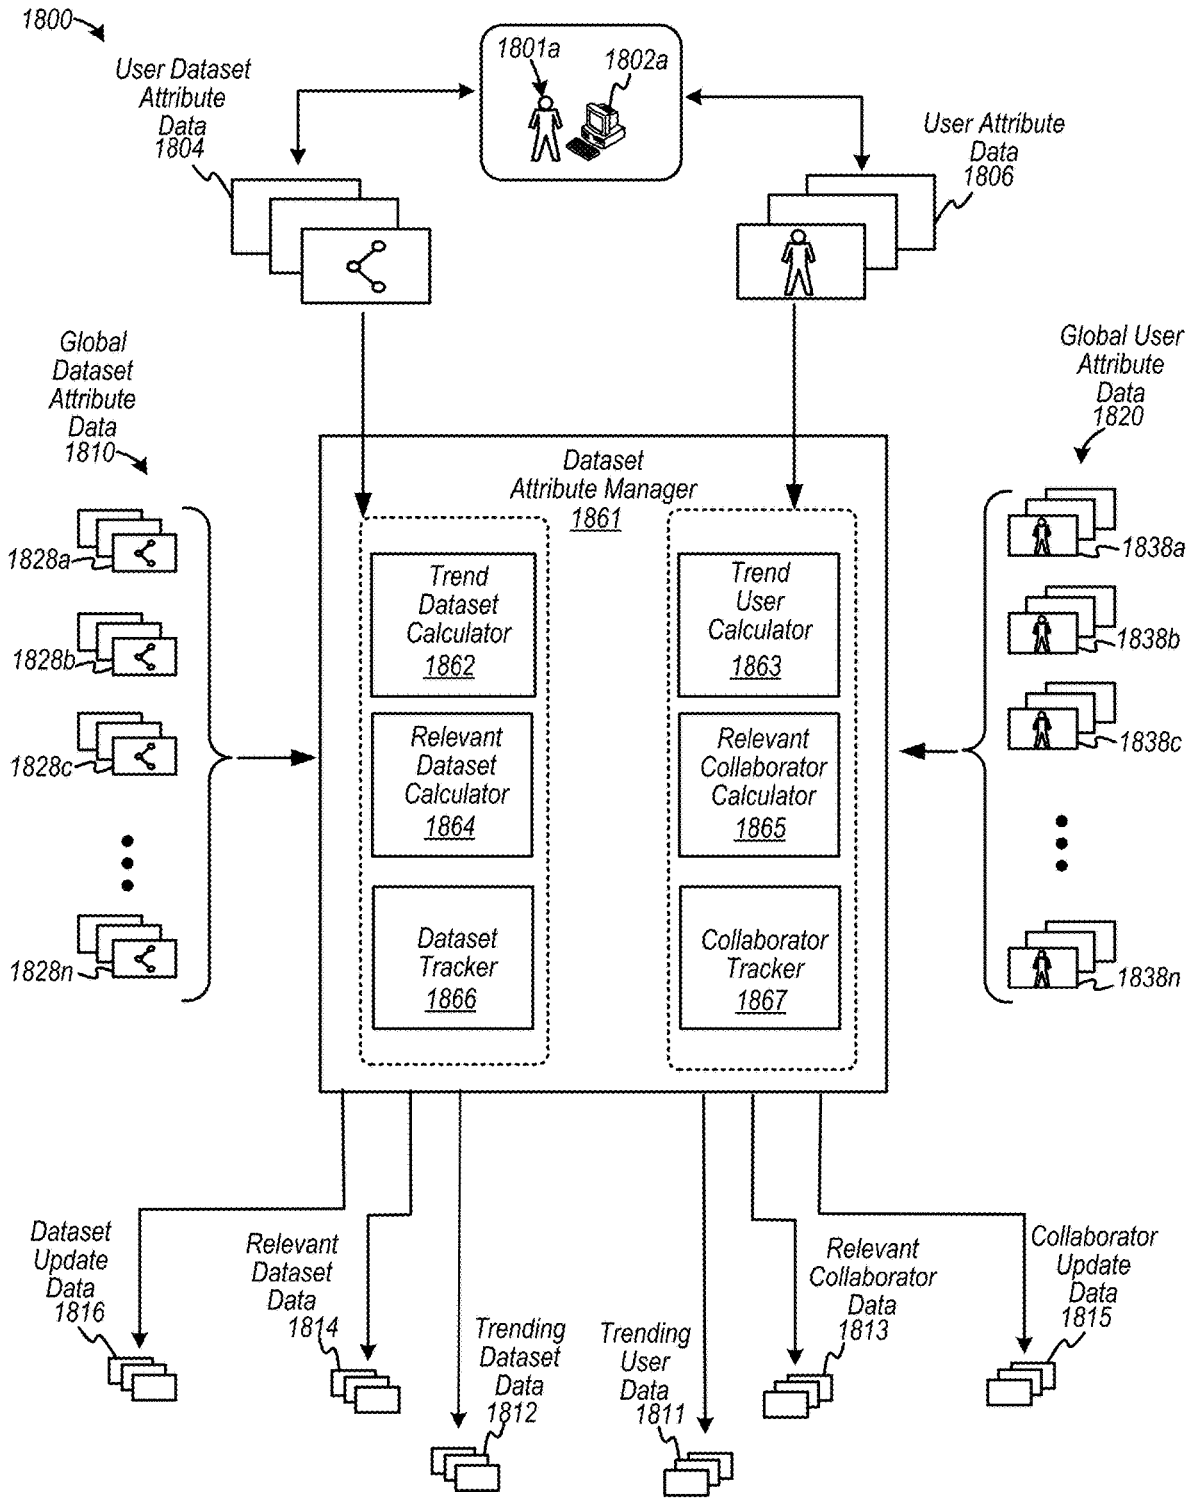 1800
User Dataset
Attribute
Data
1804
1801a
1802a
User Attribute
Data
1806
Global
Dataset
Attribute
Data
1810
Global User
Attribute
Data
1820
Dataset
Attribute Manager
1861
1828a
1828b
1828c
1828n
Trend
Dataset
Calculator
1862
Relevant
Dataset
Calculator
1864
Dataset
Tracker
1866
Trend
User
Calculator
1863
Relevant
Collaborator
Calculator
1865
Collaborator
Tracker
1867
1838a
1838b
1838c
1838n
Dataset
Update
Data
1816
Relevant
Dataset
Data
1814
Trending
Dataset
Data
1812
Trending
User
Data
1811
Relevant
Collaborator
Data
1813
Collaborator
Update
Data
1815